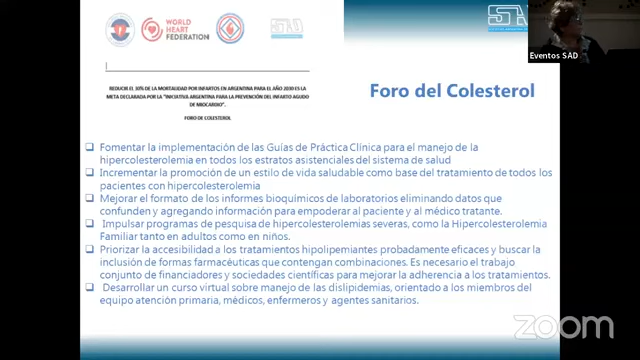 WORLD
HEART
FEDERATION
Eventos SAD
REDUCIR EL 30% DE LA MORTALIDAD POR INFARTOS EN ARGENTINA PARA EL AÑO 2030 ES LA
META DECLARADA POR LA "INICIATIVA ARGENTINA PARA LA PREVENCIÓN DEL INFARTO AGUDO
DE MIOCARDIO".
FORO DE COLESTEROL
Foro del Colesterol
Fomentar la implementación de las Guías de Práctica Clínica para el manejo de la
hipercolesterolemia en todos los estratos asistenciales del sistema de salud
Incrementar la promoción de un estilo de vida saludable como base del tratamiento de todos los
pacientes con hipercolesterolemia
Mejorar el formato de los informes bioquímicos de laboratorios eliminando datos que
confunden y agregando información para empoderar al paciente y al médico tratante.
Impulsar programas de pesquisa de hipercolesterolemias severas, como la Hipercolesterolemia
Familiar tanto en adultos como en niños.
Priorizar la accesibilidad a los tratamientos hipolipemiantes probadamente eficaces y buscar la
inclusión de formas farmacéuticas que contengan combinaciones. Es necesario el trabajo
conjunto de financiadores y sociedades científicas para mejorar la adherencia a los tratamientos.
Desarrollar un curso virtual sobre manejo de las dislipidemias, orientado a los miembros del
equipo atención primaria, médicos, enfermeros y agentes sanitarios.
zoom